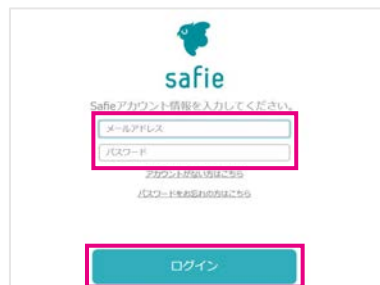 safie
Safieアカウント情報を入力してください。
メールアドレス
パスワード
アカウントがない方はこちら
パスワードをお忘れの方はこちら
ログイン